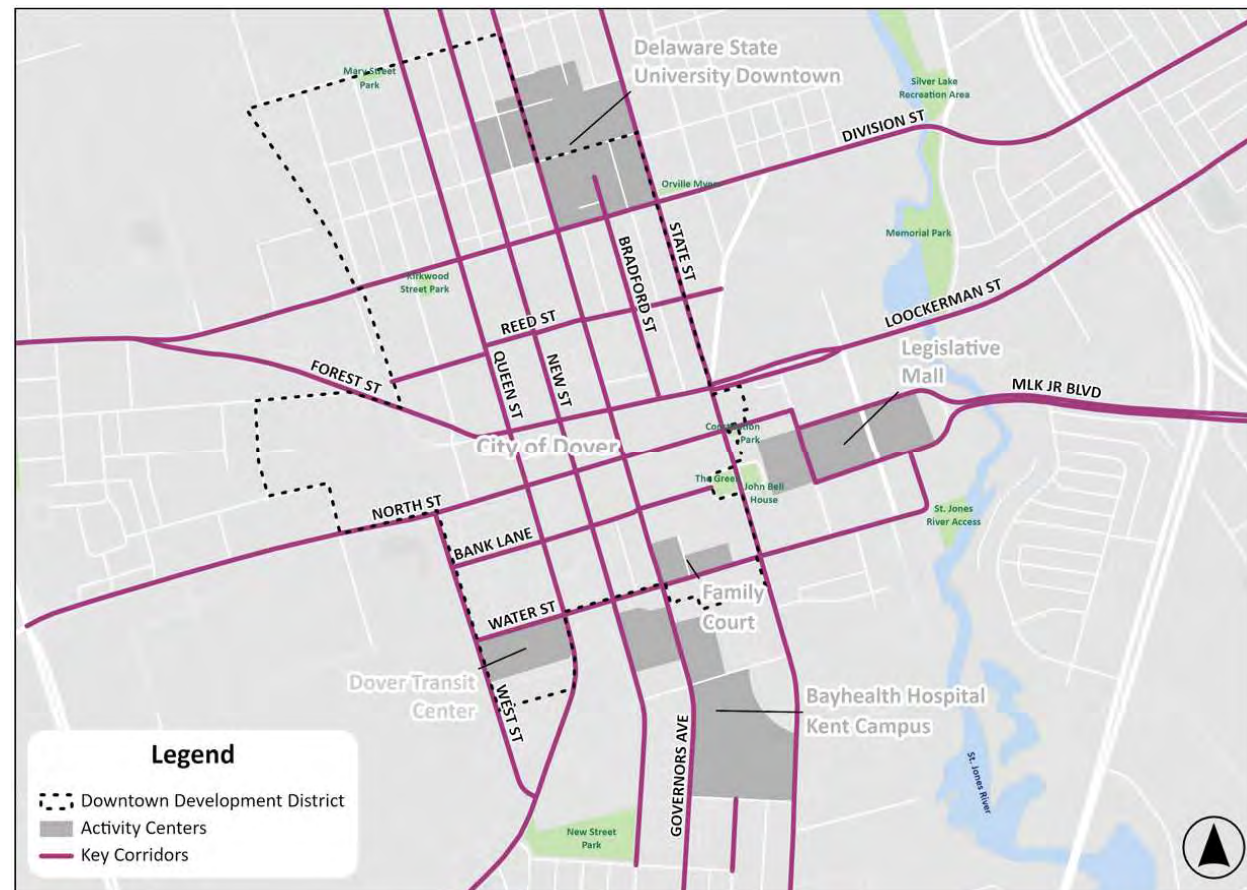 Delaware State
University Downtown
Mary Street
Park
Silver Lake
Recreation Area
DIVISION ST
Orville Myers
Memorial Park
STATE ST
BRADFORD ST
Kirkwood
Street Park
REED ST
LOOCKERMAN ST
QUEEN ST
NEW ST
FOREST ST
Legislative
Mall
MLK JR BLVD
City of Dover
Park
The Green
John Bell
House
NORTH ST
St. Jones
River Access
BANK LANE
Family
Court
WATER ST
Dover Transit
Center
WEST ST
Bayhealth Hospital
Kent Campus
GOVERNORS AVE
St. Jones River
New Street
Park
Legend
Downtown Development District
Activity Centers
Key Corridors